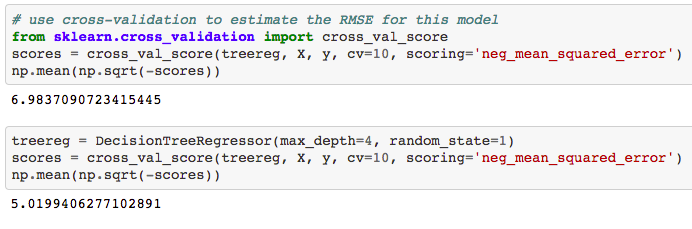 # use cross-validation to estimate the RMSE for this model
from sklearn.cross_validation import cross_val_score
scores = cross_val_score(treereg, X, y, cv=10, scoring='neg_mean_squared_error')
np.mean(np.sqrt(-scores))
6.9837090723415445
treereg = DecisionTreeRegressor(max_depth=4, random_state=1)
scores = cross_val_score(treereg, X, y, cv=10, scoring='neg_mean_squared_error')
np.mean(np.sqrt(-scores))
5.0199406277102891